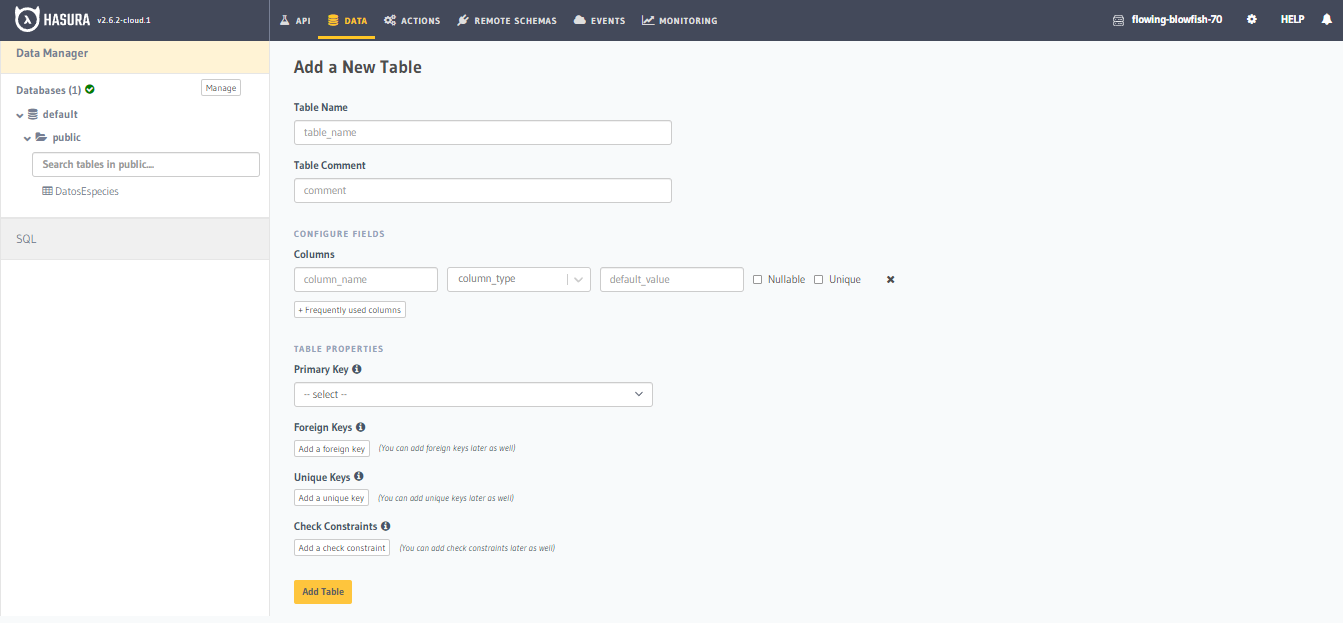 HASURA v2.6.2-cloud.1
API DATA ACTIONS REMOTE SCHEMAS EVENTS MONITORING
flowing-blowfish-70 HELP
Data Manager
Databases (1) Manage
default
public
Search tables in public....
DatosEspecies
SQL
Add a New Table
Table Name
table_name
Table Comment
comment
CONFIGURE FIELDS
Columns
column_name column_type default_value Nullable Unique
+ Frequently used columns
TABLE PROPERTIES
Primary Key
-- select --
Foreign Keys
Add a foreign key (You can add foreign keys later as well)
Unique Keys
Add a unique key (You can add unique keys later as well)
Check Constraints
Add a check constraint (You can add check constraints later as well)
Add Table